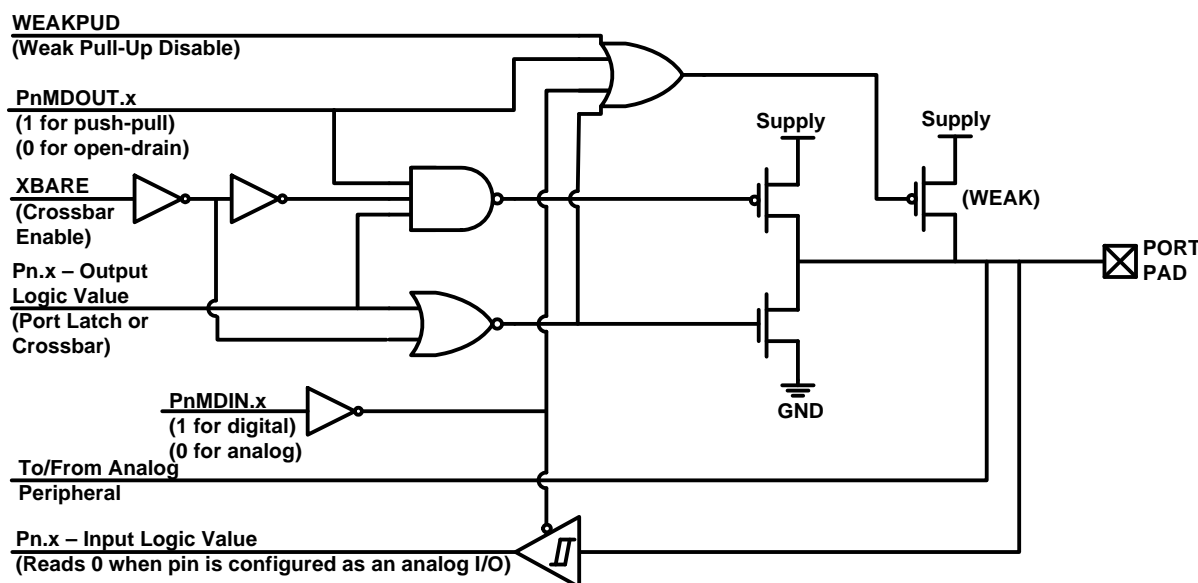 WEAKPUD
(Weak Pull-Up Disable)
PnMDOUT.x
(1 for push-pull)
(0 for open-drain)
XBARE
(Crossbar
Enable)
Pn.x – Output
Logic Value
(Port Latch or
Crossbar)
PnMDIN.x
(1 for digital)
(0 for analog)
To/From Analog
Peripheral
Pn.x – Input Logic Value
(Reads 0 when pin is configured as an analog I/O)
Supply
Supply
(WEAK)
GND
PORT
PAD